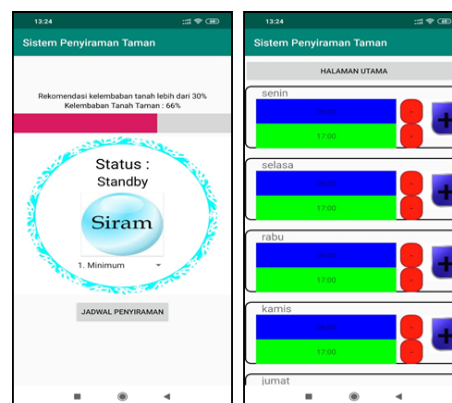 13:24
Sistem Penyiraman Taman
Rekomendasi kelembaban tanah lebih dari 30%
Kelembaban Tanah Taman : 66%
Status :
Standby
Siram
1. Minimum
JADWAL PENYIRAMAN
13:24
Sistem Penyiraman Taman
HALAMAN UTAMA
senin
17:00
selasa
17:00
rabu
17:00
kamis
17:00
jumat